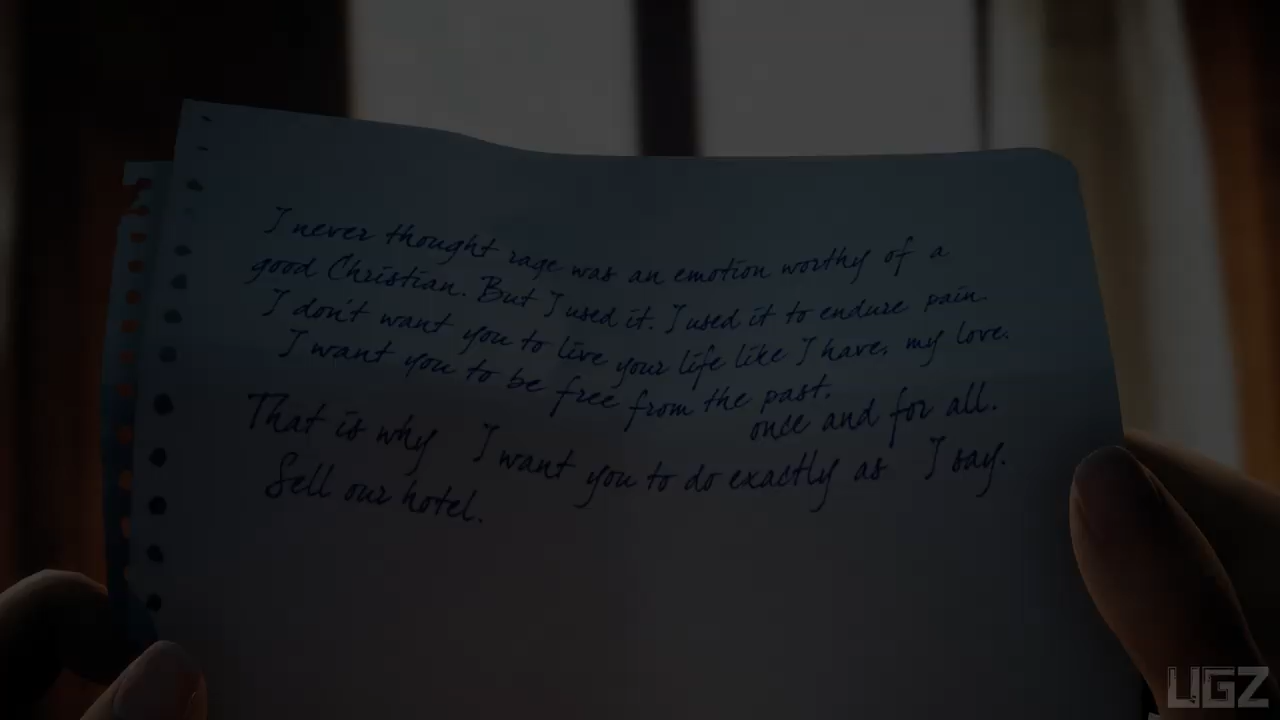 I never thought rage was an emotion worthy of a
good Christian. But I used it. I used it to endure pain.
I don't want you to live your life like I have, my love.
I want you to be free from the past.
once and for all.
That is why I want you to do exactly as I say.
Sell our hotel.
UGZ